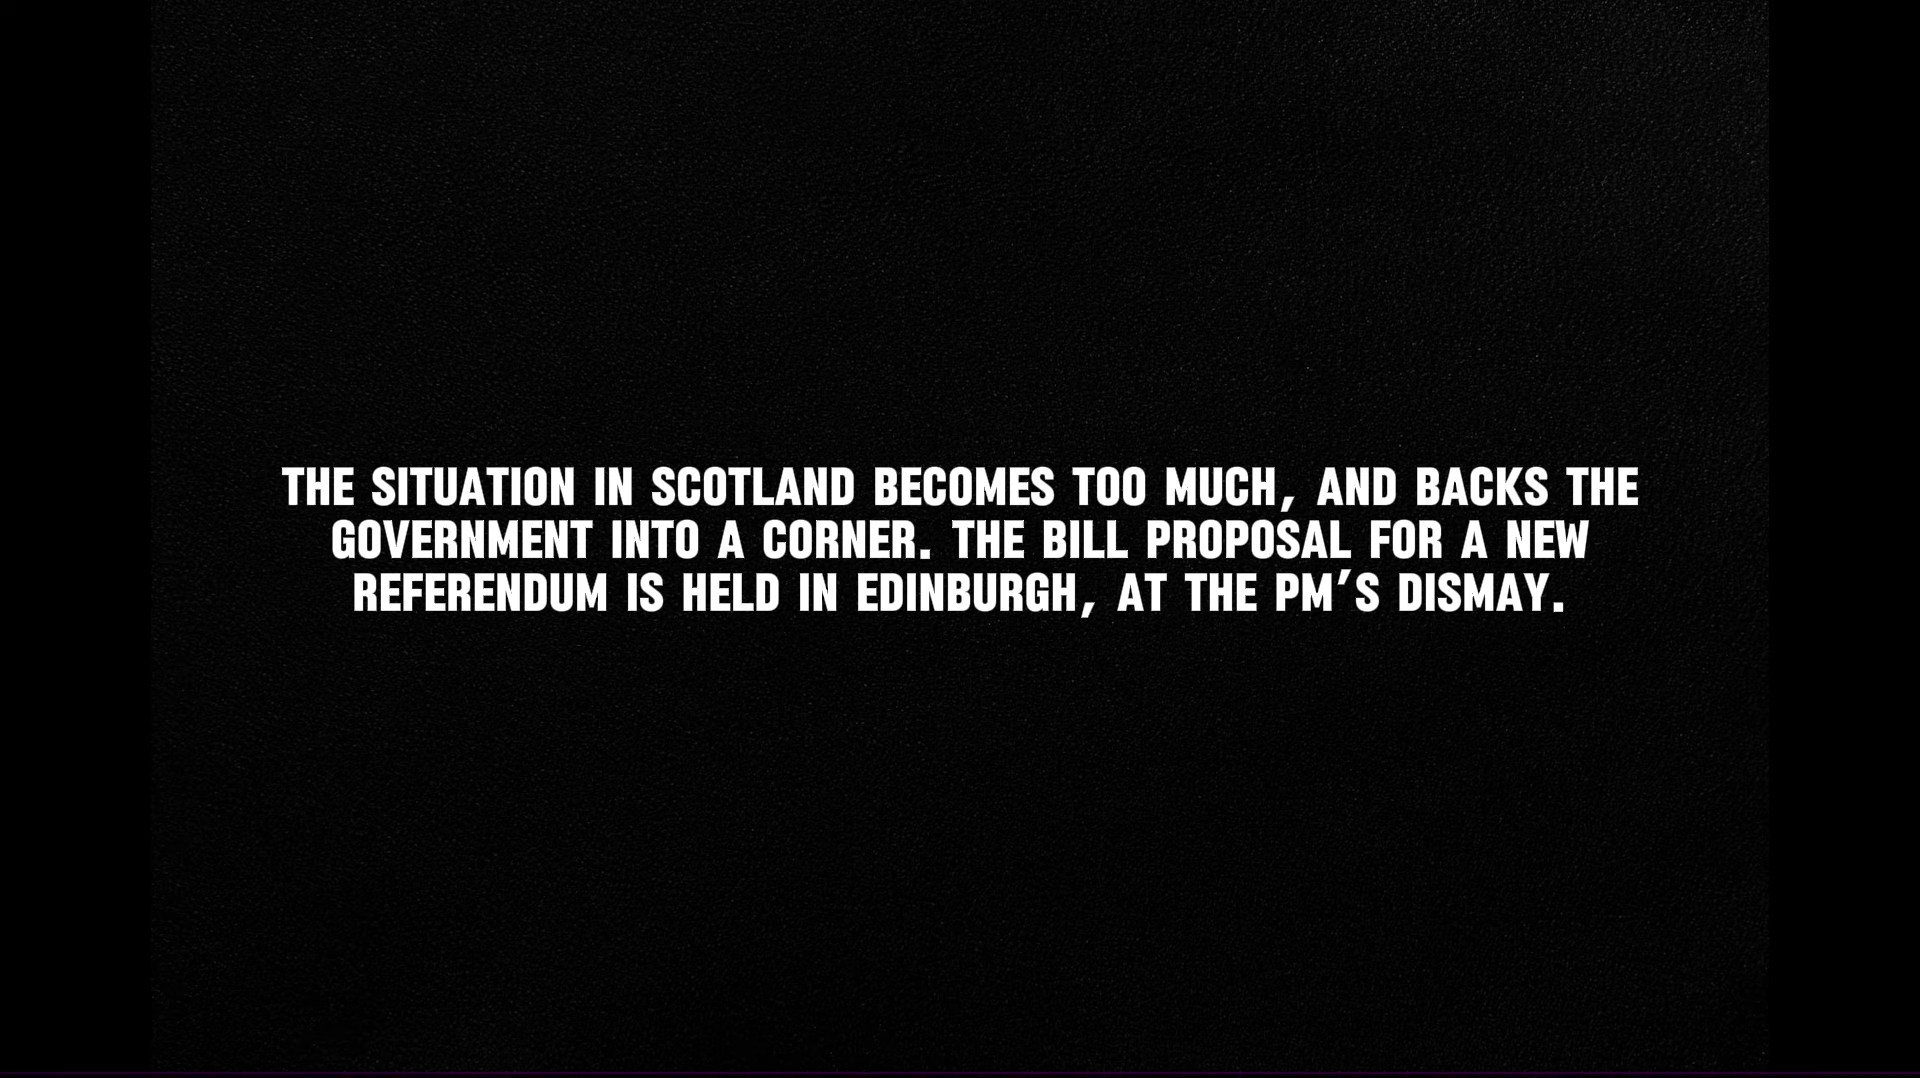 THE SITUATION IN SCOTLAND BECOMES TOO MUCH, AND BACKS THE
GOVERNMENT INTO A CORNER. THE BILL PROPOSAL FOR A NEW
REFERENDUM IS HELD IN EDINBURGH, AT THE PM'S DISMAY.